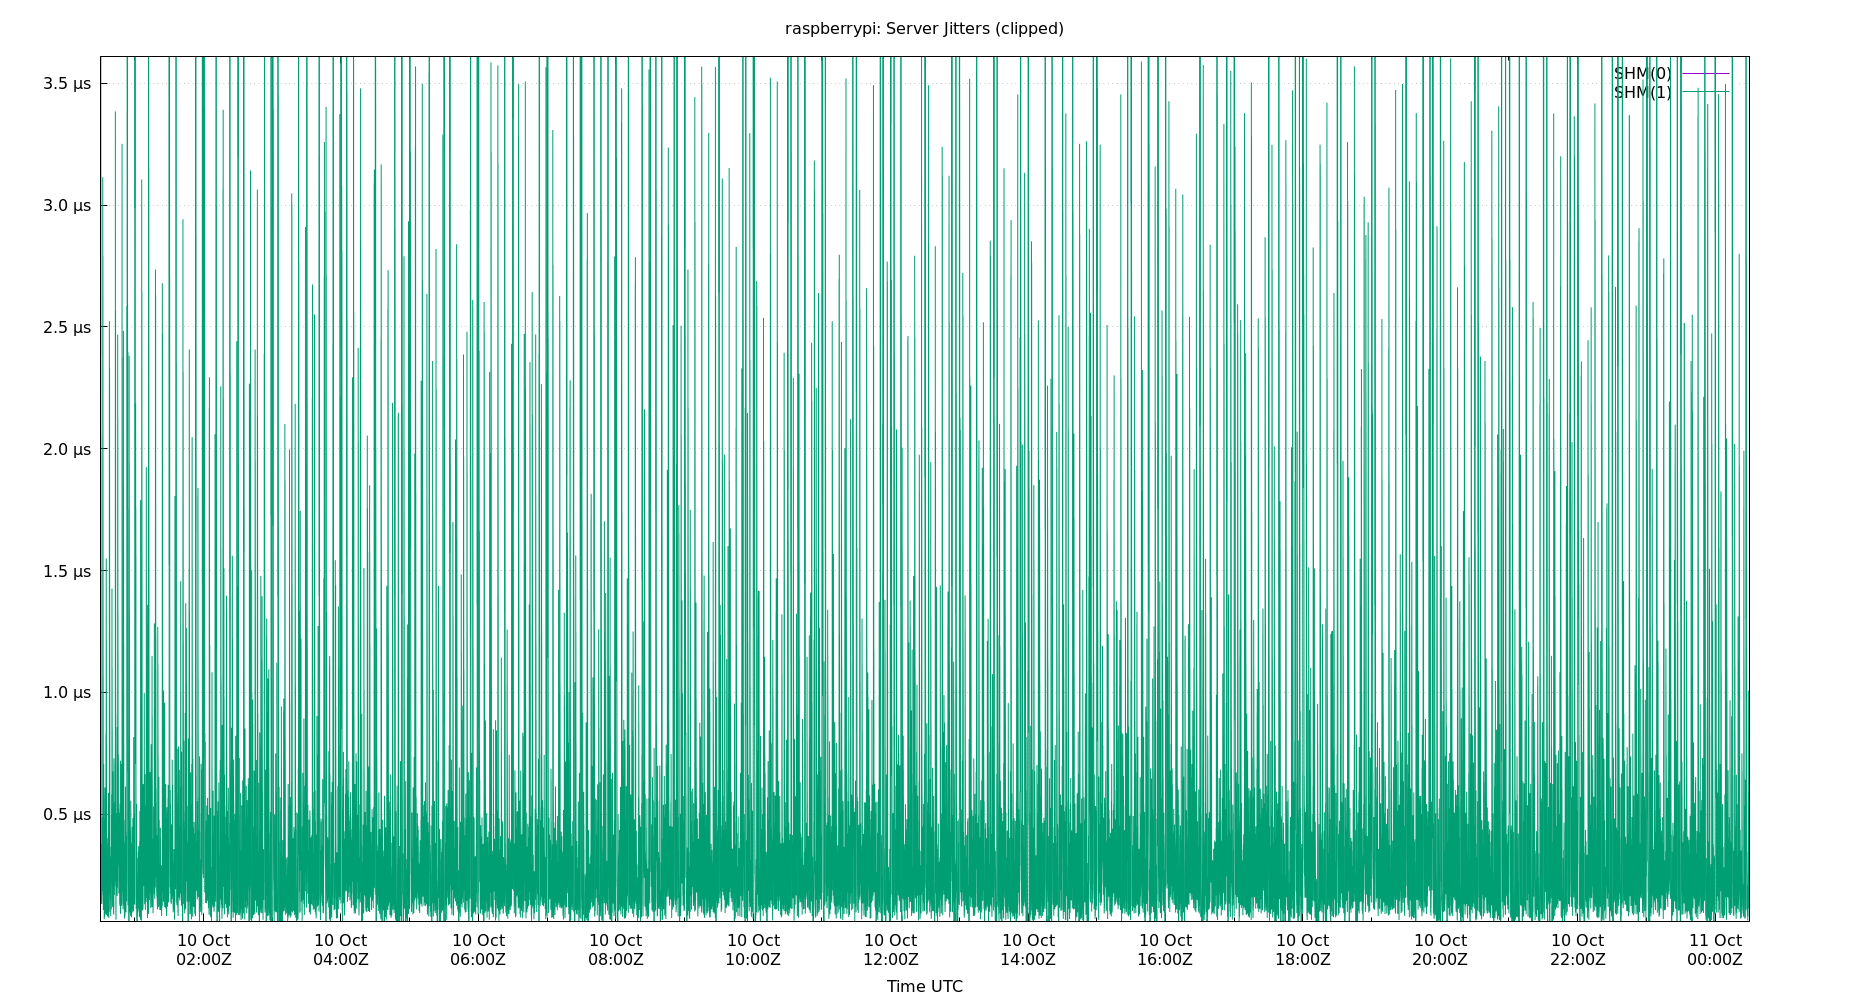 raspberrypi: Server Jitters (clipped)
SHM(0)
SHM(1)
3.5 µs
3.0 µs
2.5 µs
2.0 µs
1.5 µs
1.0 µs
0.5 µs
10 Oct 10 Oct 10 Oct 10 Oct 10 Oct 10 Oct 10 Oct 10 Oct 10 Oct 10 Oct 10 Oct 11 Oct
02:00Z 04:00Z 06:00Z 08:00Z 10:00Z 12:00Z 14:00Z 16:00Z 18:00Z 20:00Z 22:00Z 00:00Z
Time UTC